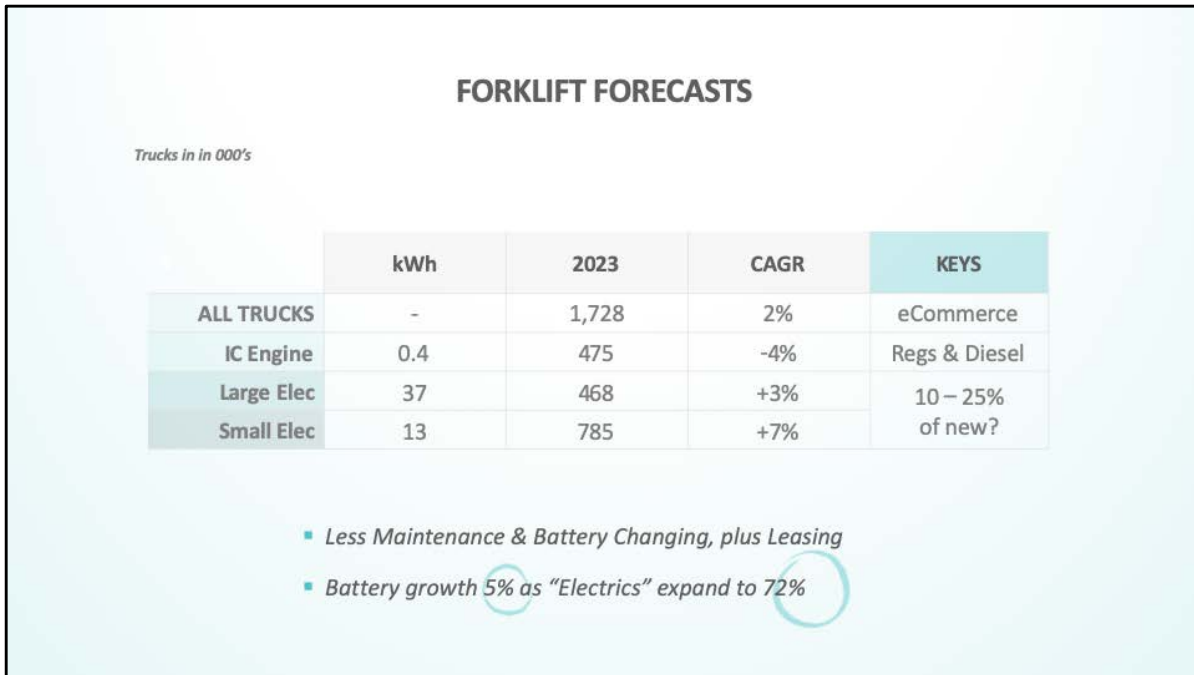 FORKLIFT FORECASTS
Trucks in in 000's
kWh 2023 CAGR KEYS
ALL TRUCKS - 1,728 2% eCommerce
IC Engine 0.4 475 -4% Regs & Diesel
Large Elec 37 468 +3% 10 – 25%
Small Elec 13 785 +7% of new?
▪ Less Maintenance & Battery Changing, plus Leasing
▪ Battery growth 5% as “Electrics” expand to 72%